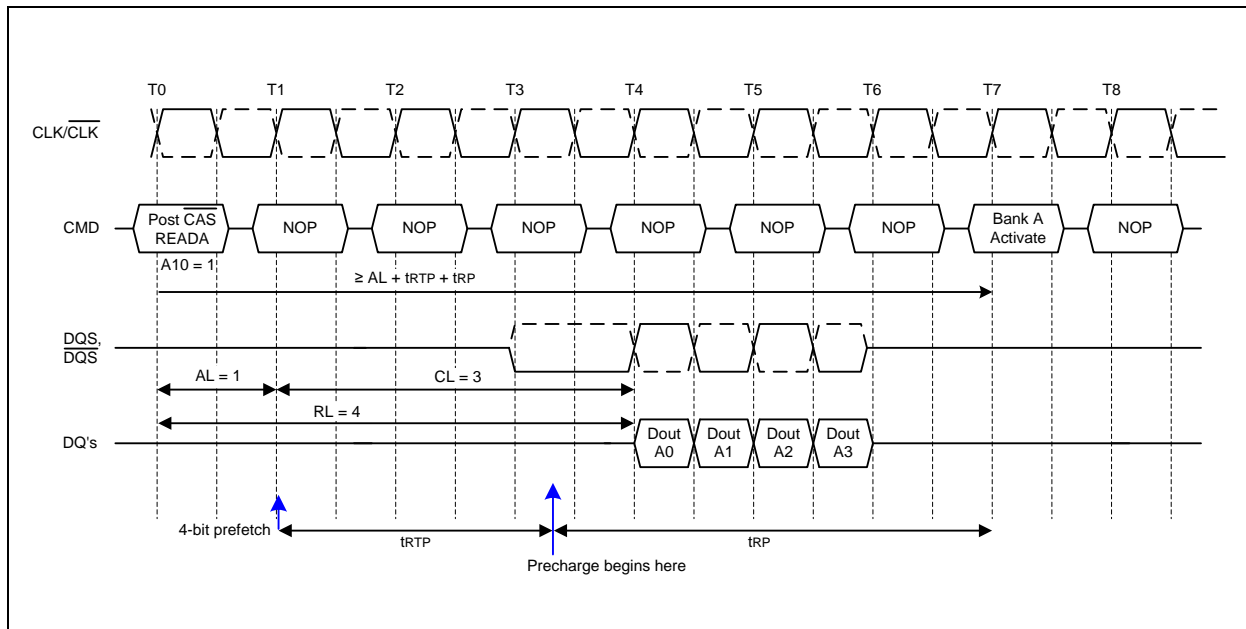 T0 T1 T2 T3 T4 T5 T6 T7 T8
CLK/CLK
CMD
Post CAS
READA
NOP NOP NOP NOP NOP NOP
Bank A
Activate
NOP
A10 = 1
≥ AL + tRTP + tRP
DQS,
DQS
AL = 1
CL = 3
RL = 4
DQ's
Dout
A0
Dout
A1
Dout
A2
Dout
A3
4-bit prefetch
tRTP
tRP
Precharge begins here